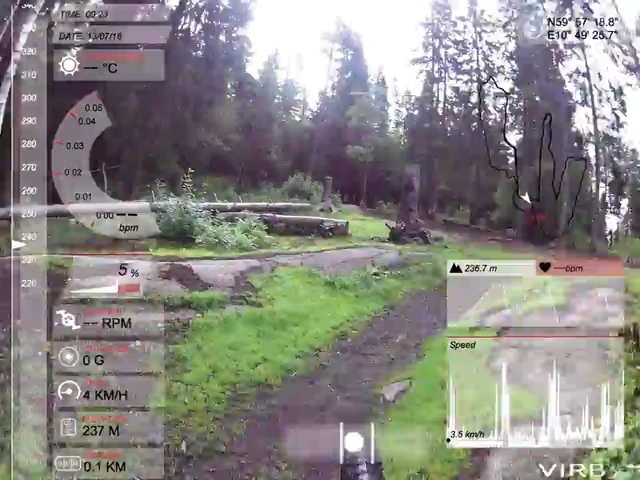 TIME: 09:23
DATE: 13/07/16
N59° 57' 18.8"
E10° 49' 25.7"
--- °C
310
300
290
280
270
260
250
240
230
220
0.05
0.04
0.03
0.02
0.01
0.00
---
bpm
5 %
--- RPM
0 G
4 KM/H
237 M
0.1 KM
236.7 m
---bpm
Speed
3.5 km/h
VIRB